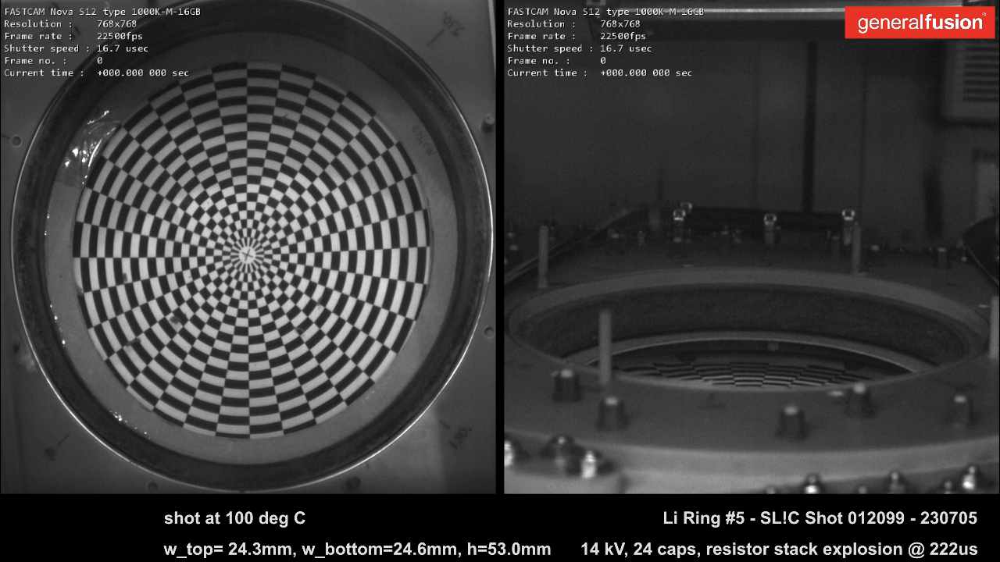 FASTCAM Nova S12 type 1000K-M-16GB
Resolution : 768x768
Frame rate : 22500fps
Shutter speed : 16.7 usec
Frame no. : 0
Current time : +000.000 000 sec
FASTCAM Nova S12 type 1000K-M-16GB
Resolution : 768x768
Frame rate : 22500fps
Shutter speed : 16.7 usec
Frame no. : 0
Current time : +000.000 000 sec
generalfusion
shot at 100 deg C
w_top= 24.3mm, w_bottom=24.6mm, h=53.0mm
Li Ring #5 - SL!C Shot 012099 - 230705
14 kV, 24 caps, resistor stack explosion @ 222us